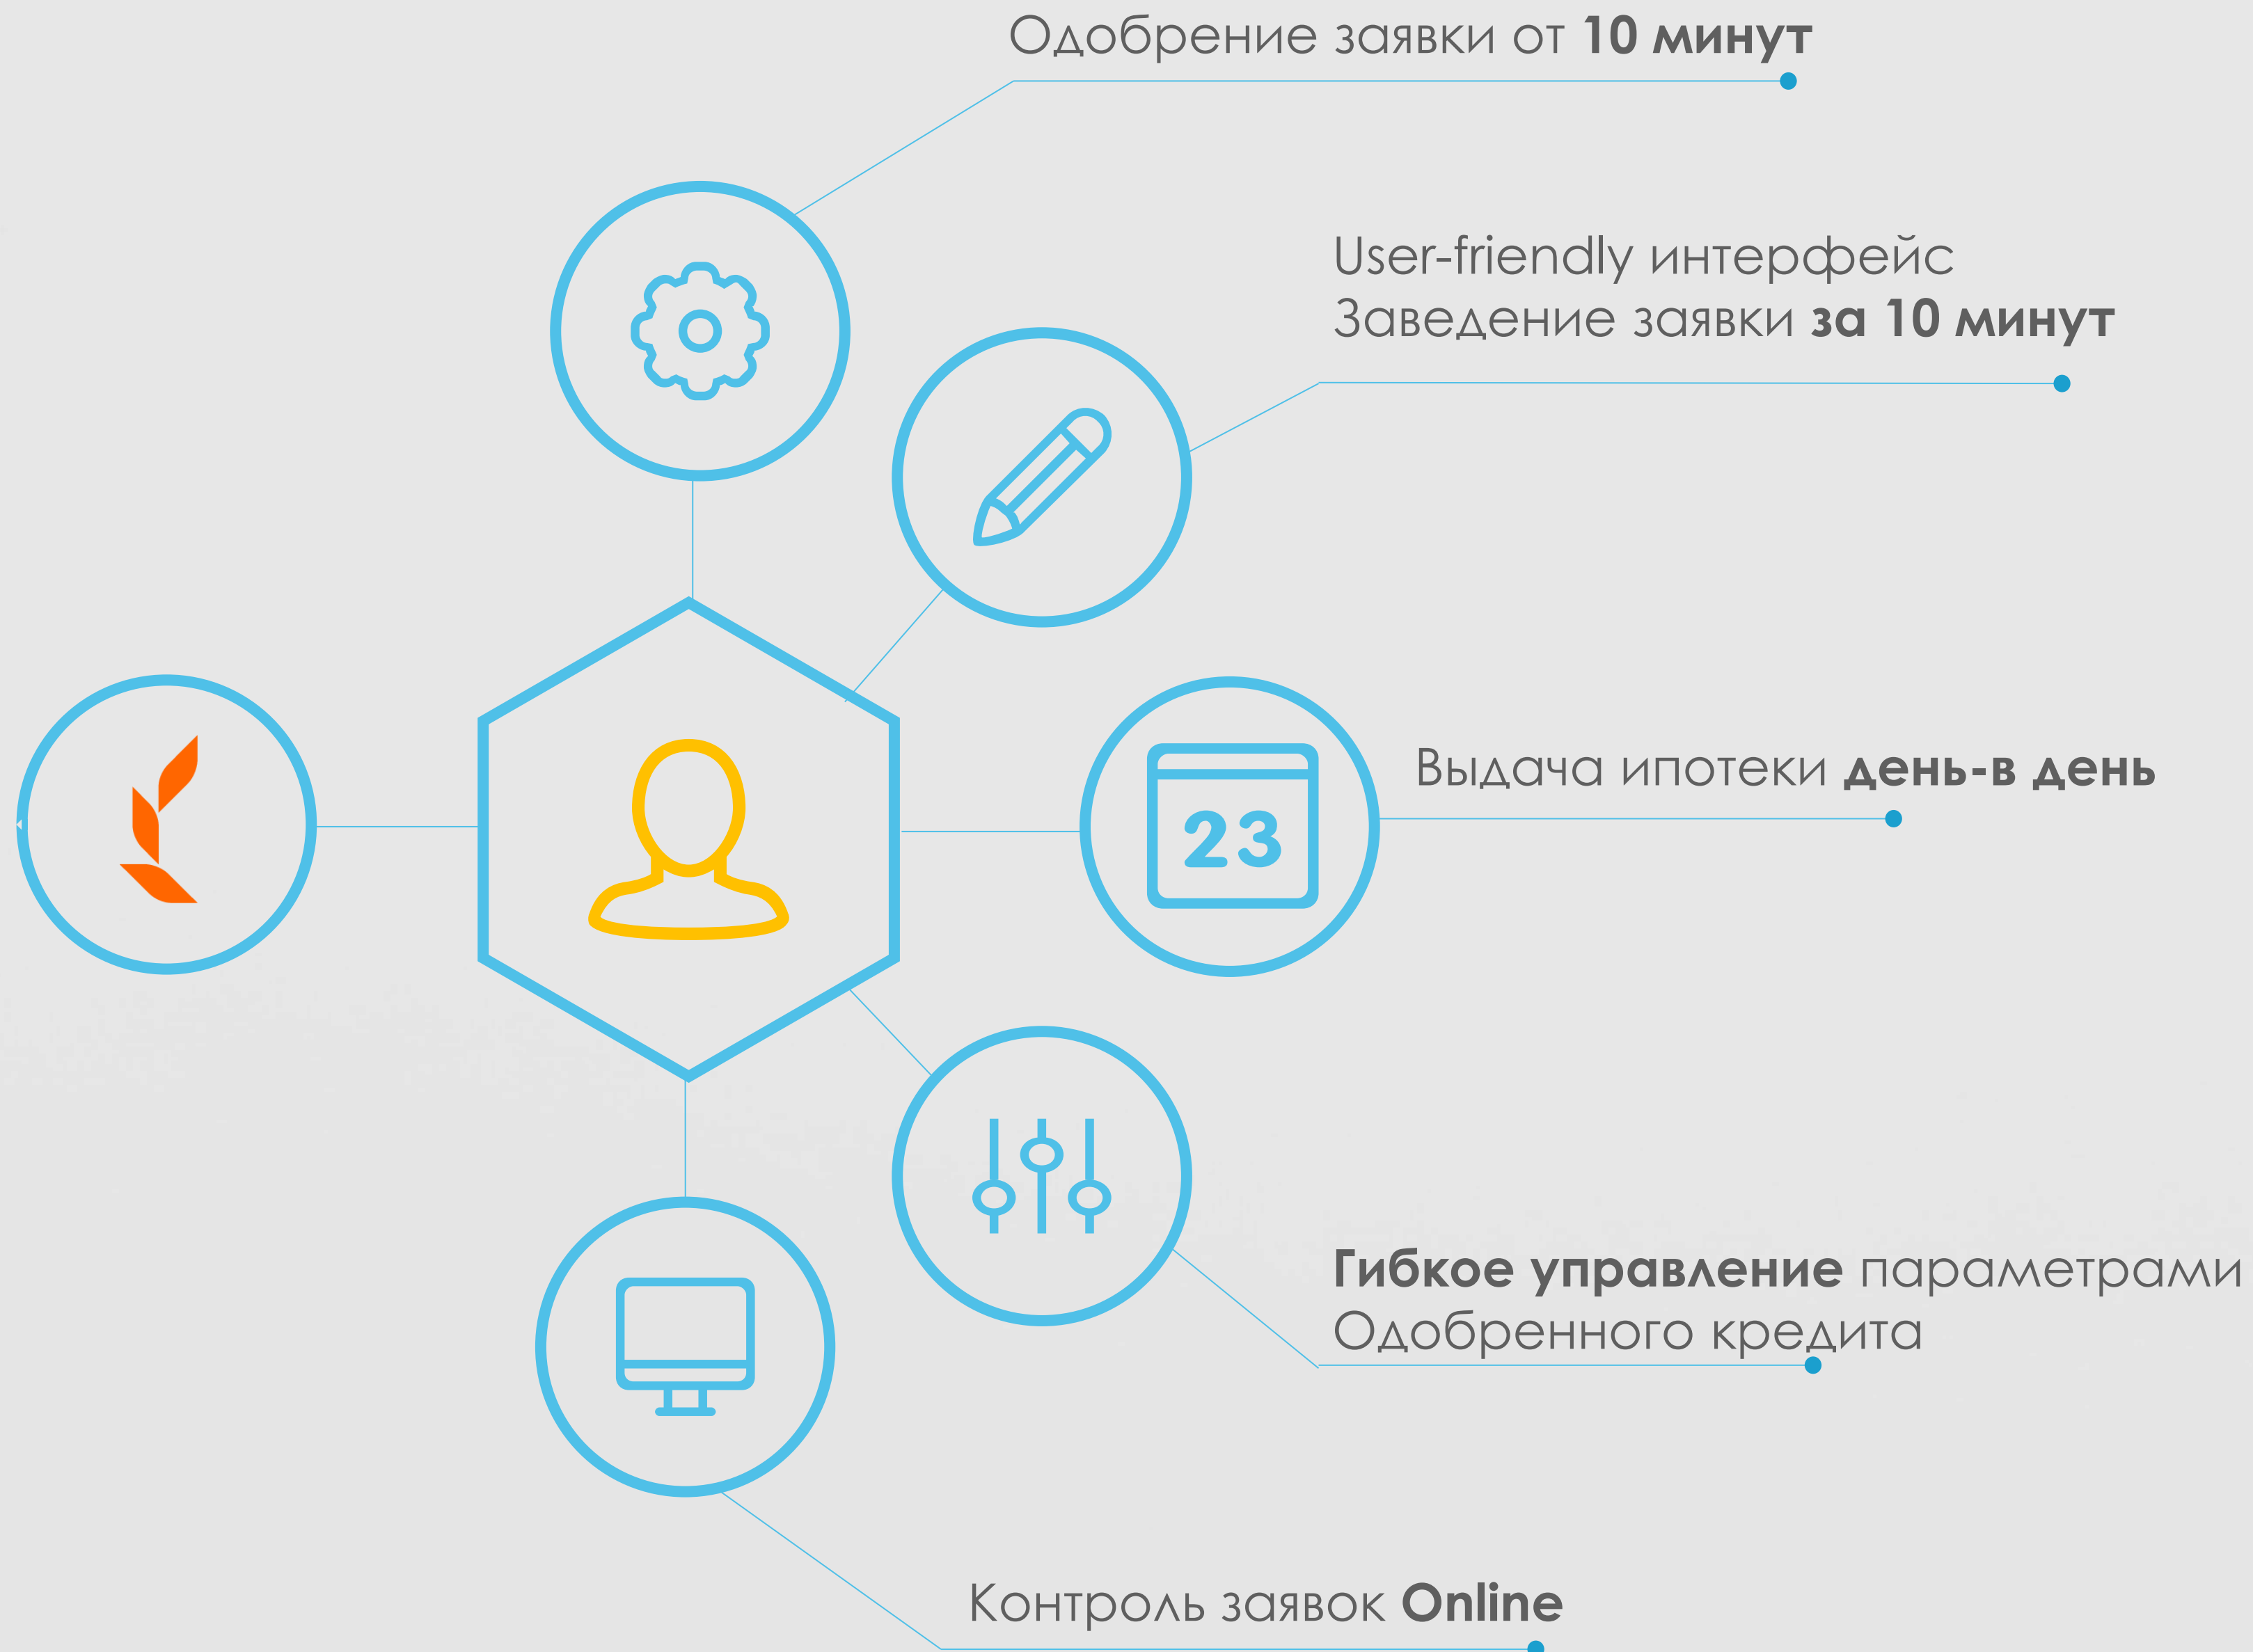 Одобрение заявки от 10 минут
User-friendly интерфейс
Заведение заявки за 10 минут
Выдача ипотеки день-в день
23
Гибкое управление параметрами
Одобренного кредита
Контроль заявок Online